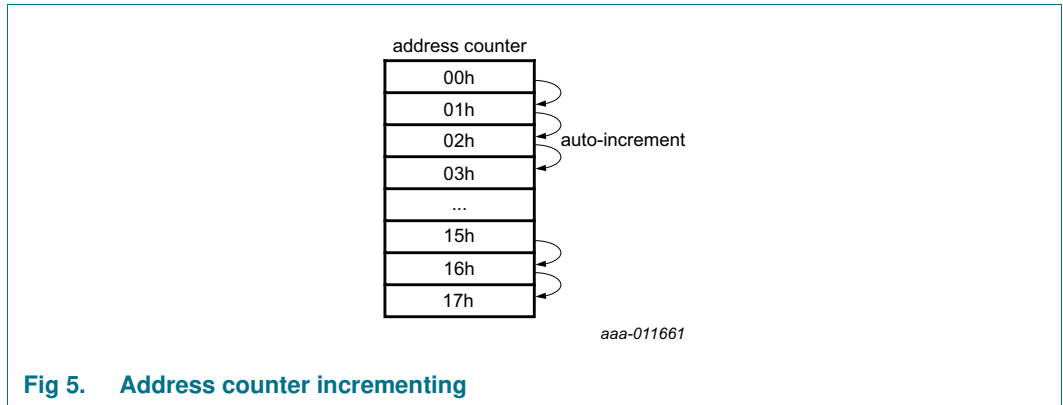 address counter
00h
01h
02h
auto-increment
03h
...
15h
16h
17h
aaa-011661
Fig 5. Address counter incrementing